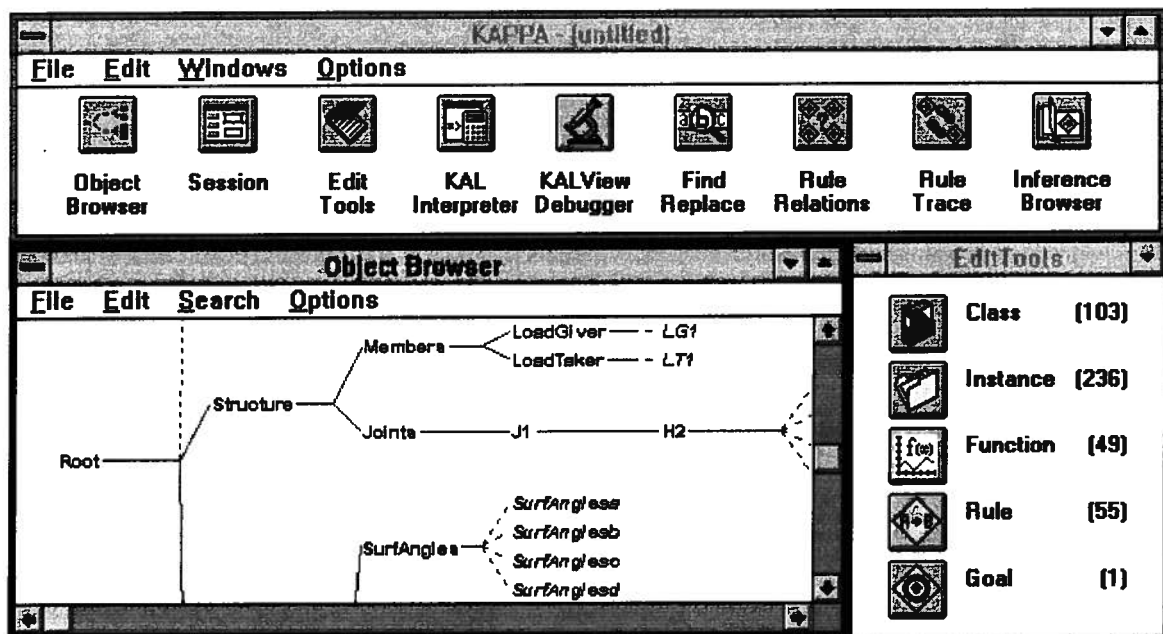 KAPPA - (untitled)
File Edit Windows Options
Object Browser
Session
Edit Tools
KAL Interpreter
KALView Debugger
Find Replace
Rule Relations
Rule Trace
Inference Browser
Object Browser
File Edit Search Options
Root
Structure
Members
LoadGiver
LG1
LoadTaker
LT1
Joints
J1
H2
SurfAngles
SurfAnglesa
SurfAnglesb
SurfAnglesc
SurfAnglesd
EditTools
Class (103)
Instance (236)
Function (49)
Rule (55)
Goal (1)